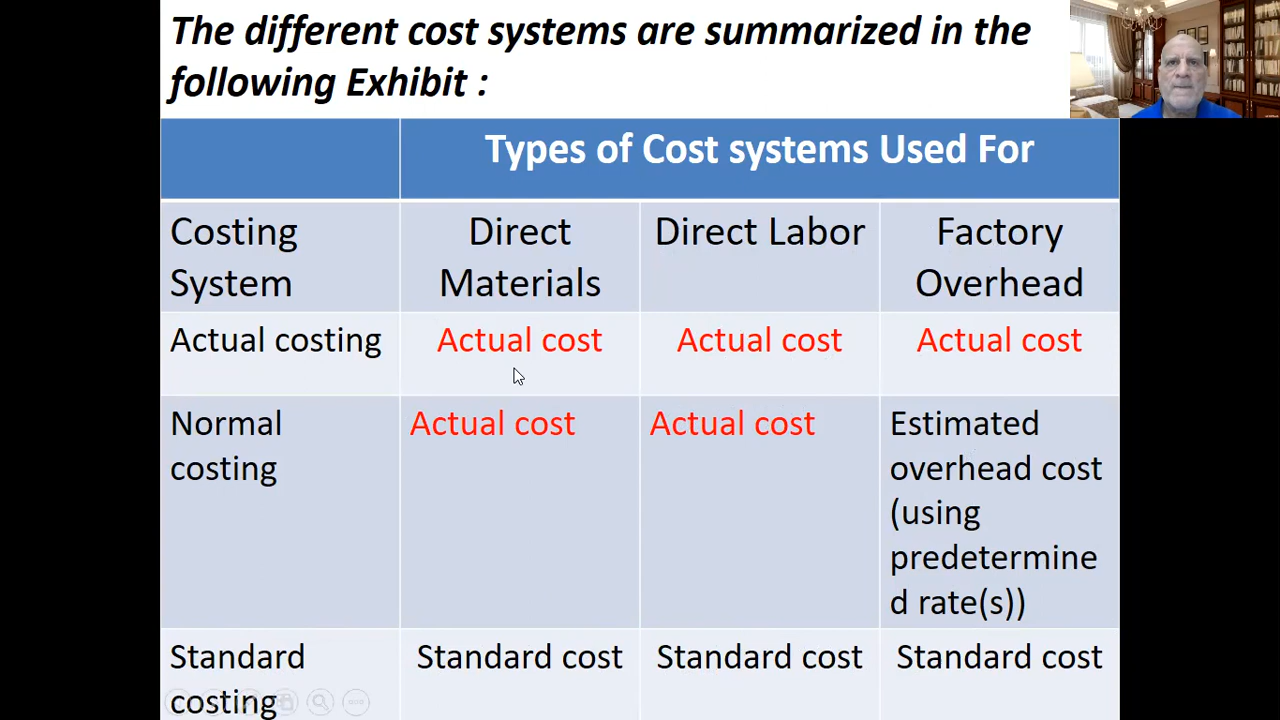 The different cost systems are summarized in the
following Exhibit :
Types of Cost systems Used For
Costing
System
Direct
Materials
Direct Labor
Factory
Overhead
Actual costing
Actual cost
Actual cost
Actual cost
Normal
costing
Actual cost
Actual cost
Estimated
overhead cost
(using
predetermine
d rate(s))
Standard
costing
Standard cost
Standard cost
Standard cost